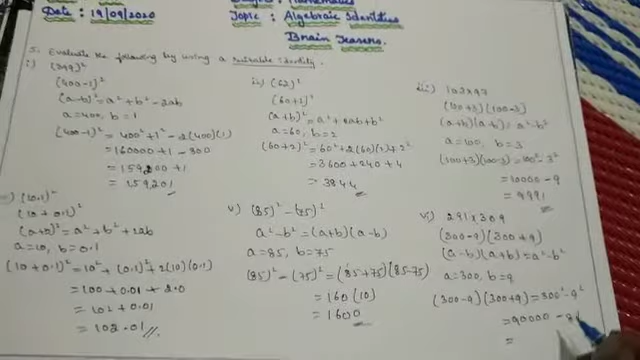 Date : 19/09/2020
Mathematics
Topic : Algebraic Identities
Brain Teasers.
5. Evaluate the following by using a suitable identity.
i) (399)²
(400-1)²
(a-b)² = a²+b²-2ab
a=400, b=1
(400-1)² = 400²+1²-2(400)(1)
= 160000+1-800
= 159200+1
= 159201
ii) (62)²
(60+2)²
(a+b)² = a²+2ab+b²
a=60, b=2
(60+2)² = 60²+2(60)(2)+2²
= 3600+240+4
= 3844
iii) 103×97
(100+3)(100-3)
(a+b)(a-b) = a²-b²
a=100, b=3
(100+3)(100-3) = 100²-3²
= 10000-9
= 9991
(10.1)²
(10+0.1)²
(a+b)² = a²+b²+2ab
a=10, b=0.1
(10+0.1)² = 10²+(0.1)²+2(10)(0.1)
= 100+0.01+2.0
= 102+0.01
= 102.01
v) (85)²-(75)²
a²-b² = (a+b)(a-b)
a=85, b=75
(85)²-(75)² = (85+75)(85-75)
= 160(10)
= 1600
vi) 291×309
(300-9)(300+9)
(a-b)(a+b) = a²-b²
a=300, b=9
(300-9)(300+9) = 300²-9²
= 90000-81
=